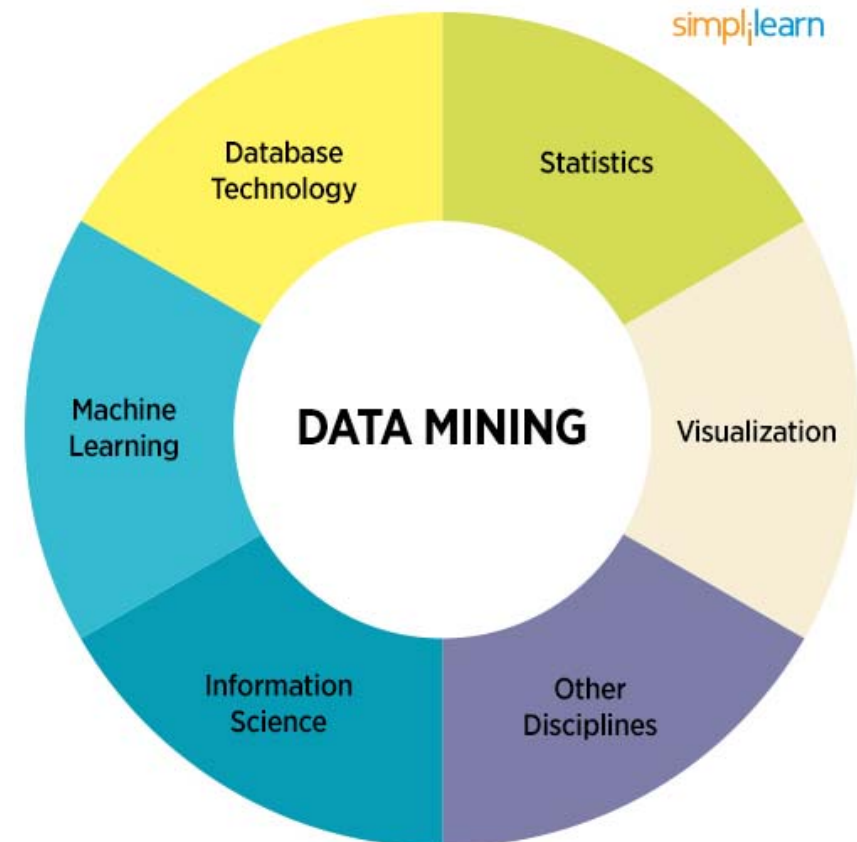 simplilearn
Database
Technology
Statistics
Machine
Learning
DATA MINING
Visualization
Information
Science
Other
Disciplines